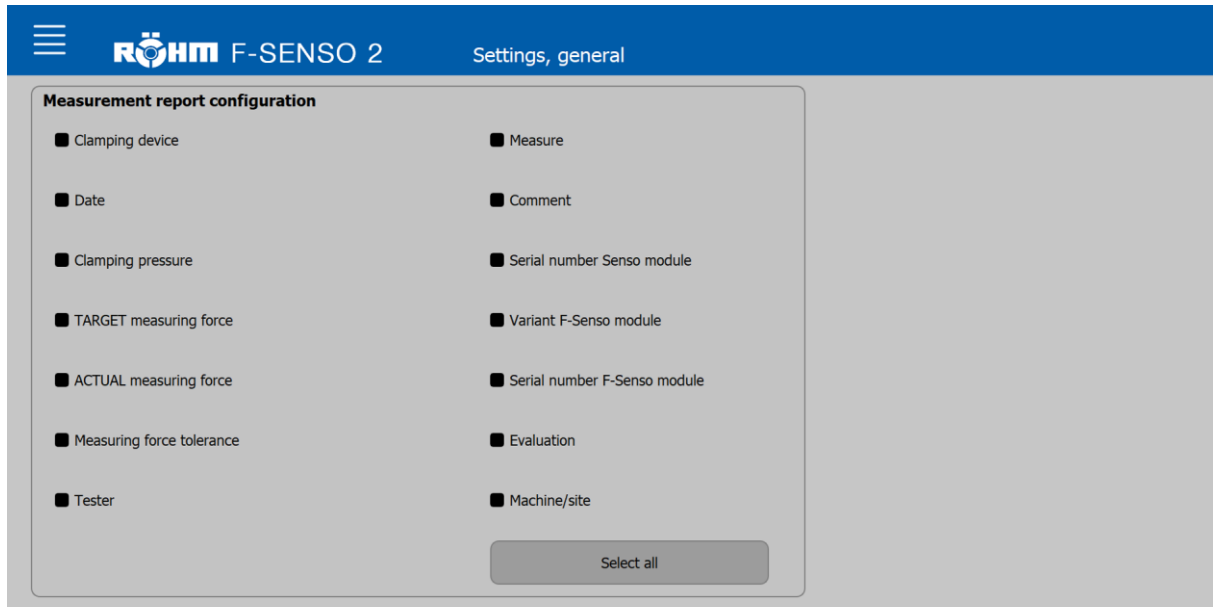 RÖHM F-SENSO 2 Settings, general
Measurement report configuration
Clamping device
Measure
Date
Comment
Clamping pressure
Serial number Senso module
TARGET measuring force
Variant F-Senso module
ACTUAL measuring force
Serial number F-Senso module
Measuring force tolerance
Evaluation
Tester
Machine/site
Select all